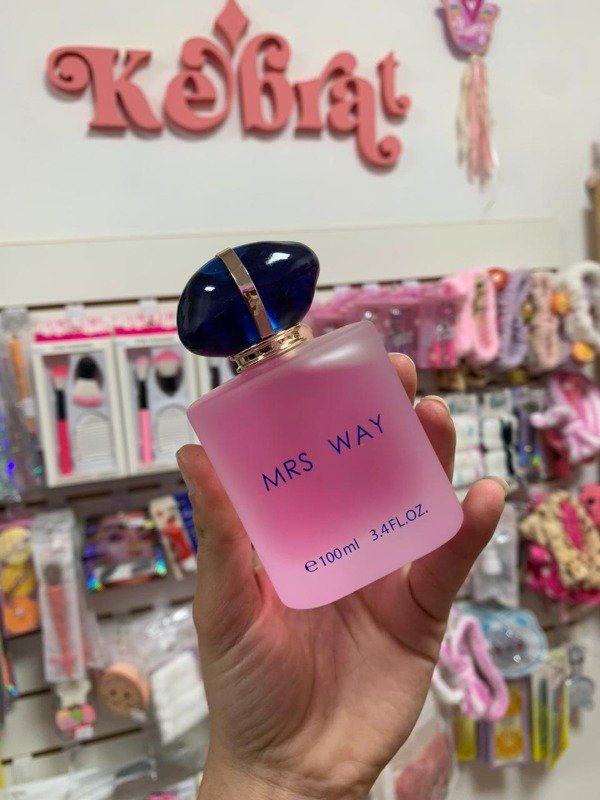 Kebrat
MRS WAY
e 100ml 3.4FL.OZ.